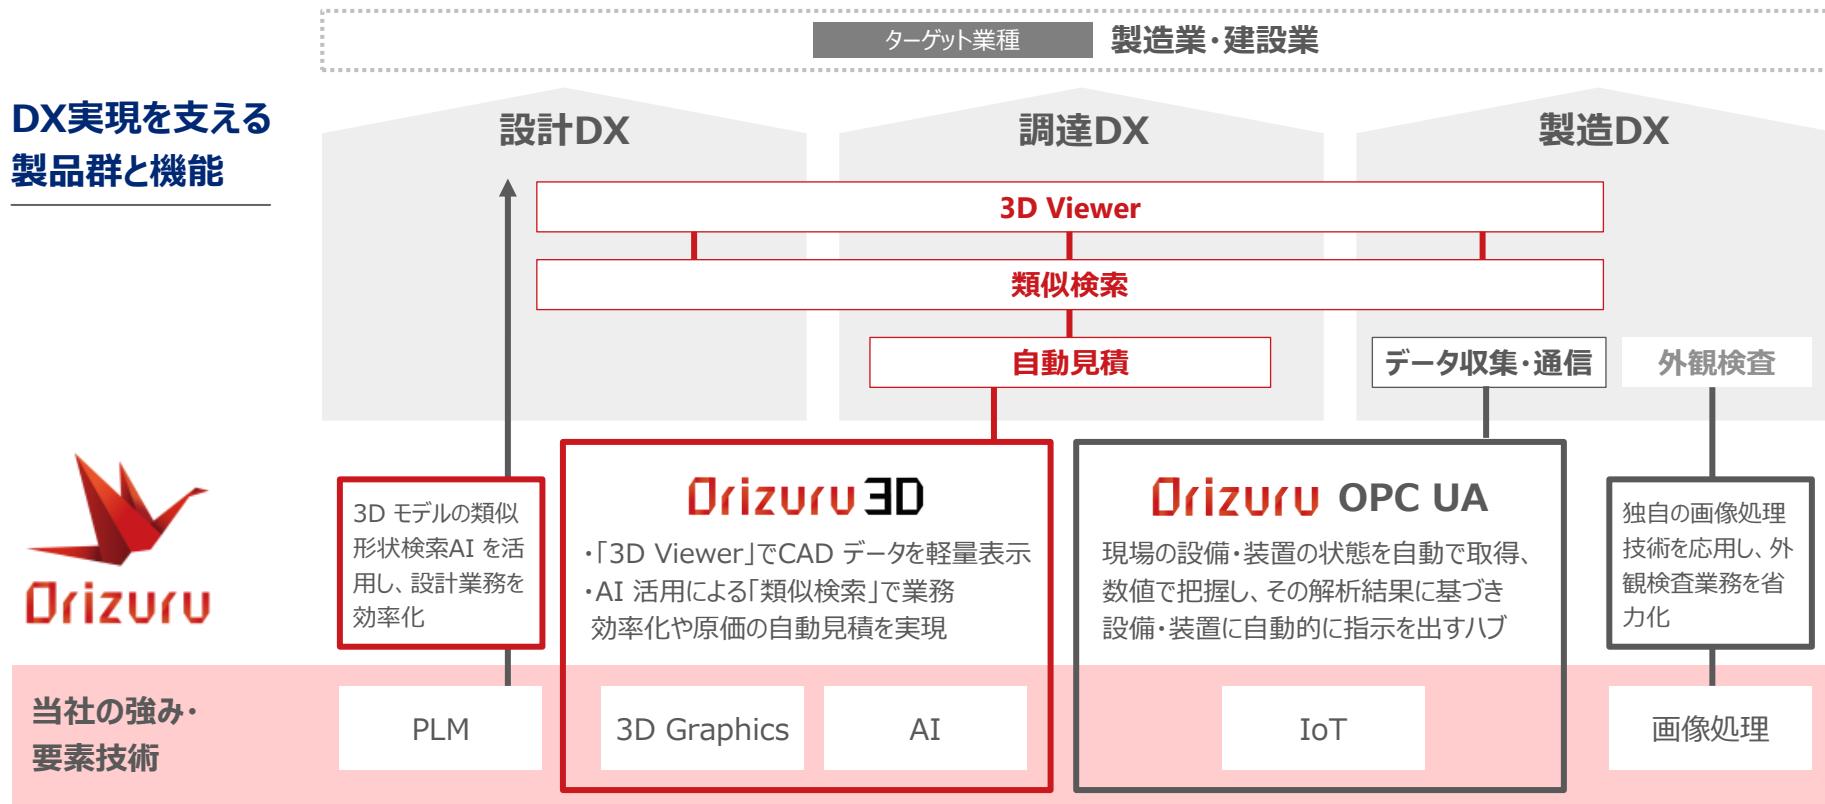 ターゲット業種
製造業・建設業
DX実現を支える
製品群と機能
設計DX
調達DX
製造DX
3D Viewer
類似検索
自動見積
データ収集・通信
外観検査
Orizuru
3D モデルの類似
形状検索AI を活
用し、設計業務を
効率化
Orizuru 3D
・「3D Viewer」でCAD データを軽量表示
・AI 活用による「類似検索」で業務
効率化や原価の自動見積を実現
Orizuru OPC UA
現場の設備・装置の状態を自動で取得、
数値で把握し、その解析結果に基づき
設備・装置に自動的に指示を出すハブ
独自の画像処理
技術を応用し、外
観検査業務を省
力化
当社の強み・
要素技術
PLM
3D Graphics
AI
IoT
画像処理